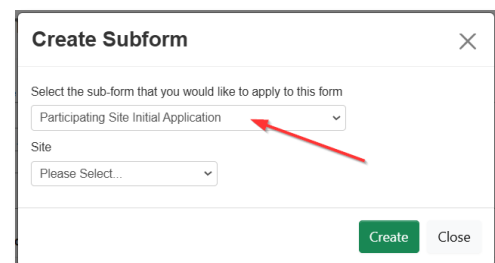 Create Subform
Select the sub-form that you would like to apply to this form
Participating Site Initial Application
Site
Please Select...
Create Close